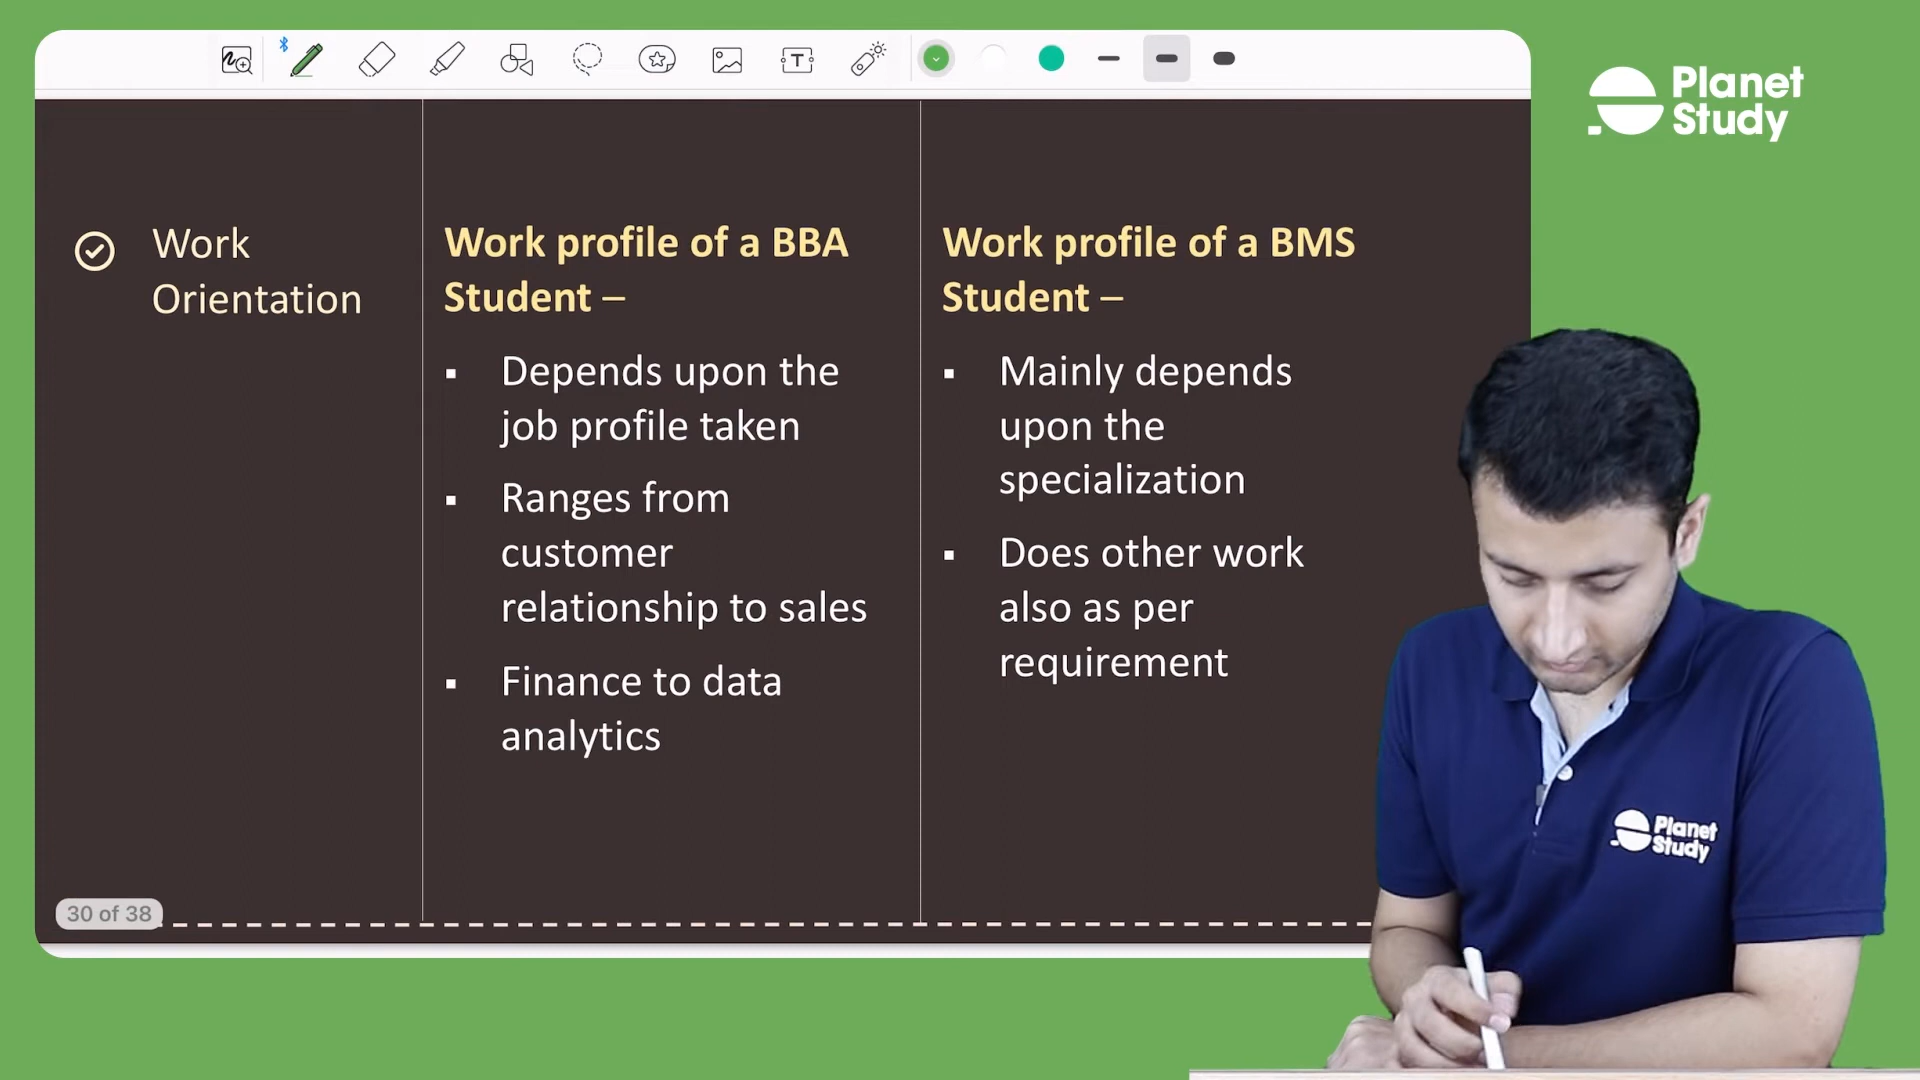 Planet
Study
Work
Orientation
Work profile of a BBA
Student –
▪ Depends upon the
job profile taken
▪ Ranges from
customer
relationship to sales
▪ Finance to data
analytics
Work profile of a BMS
Student –
▪ Mainly depends
upon the
specialization
▪ Does other work
also as per
requirement
30 of 38
Planet
Study
T